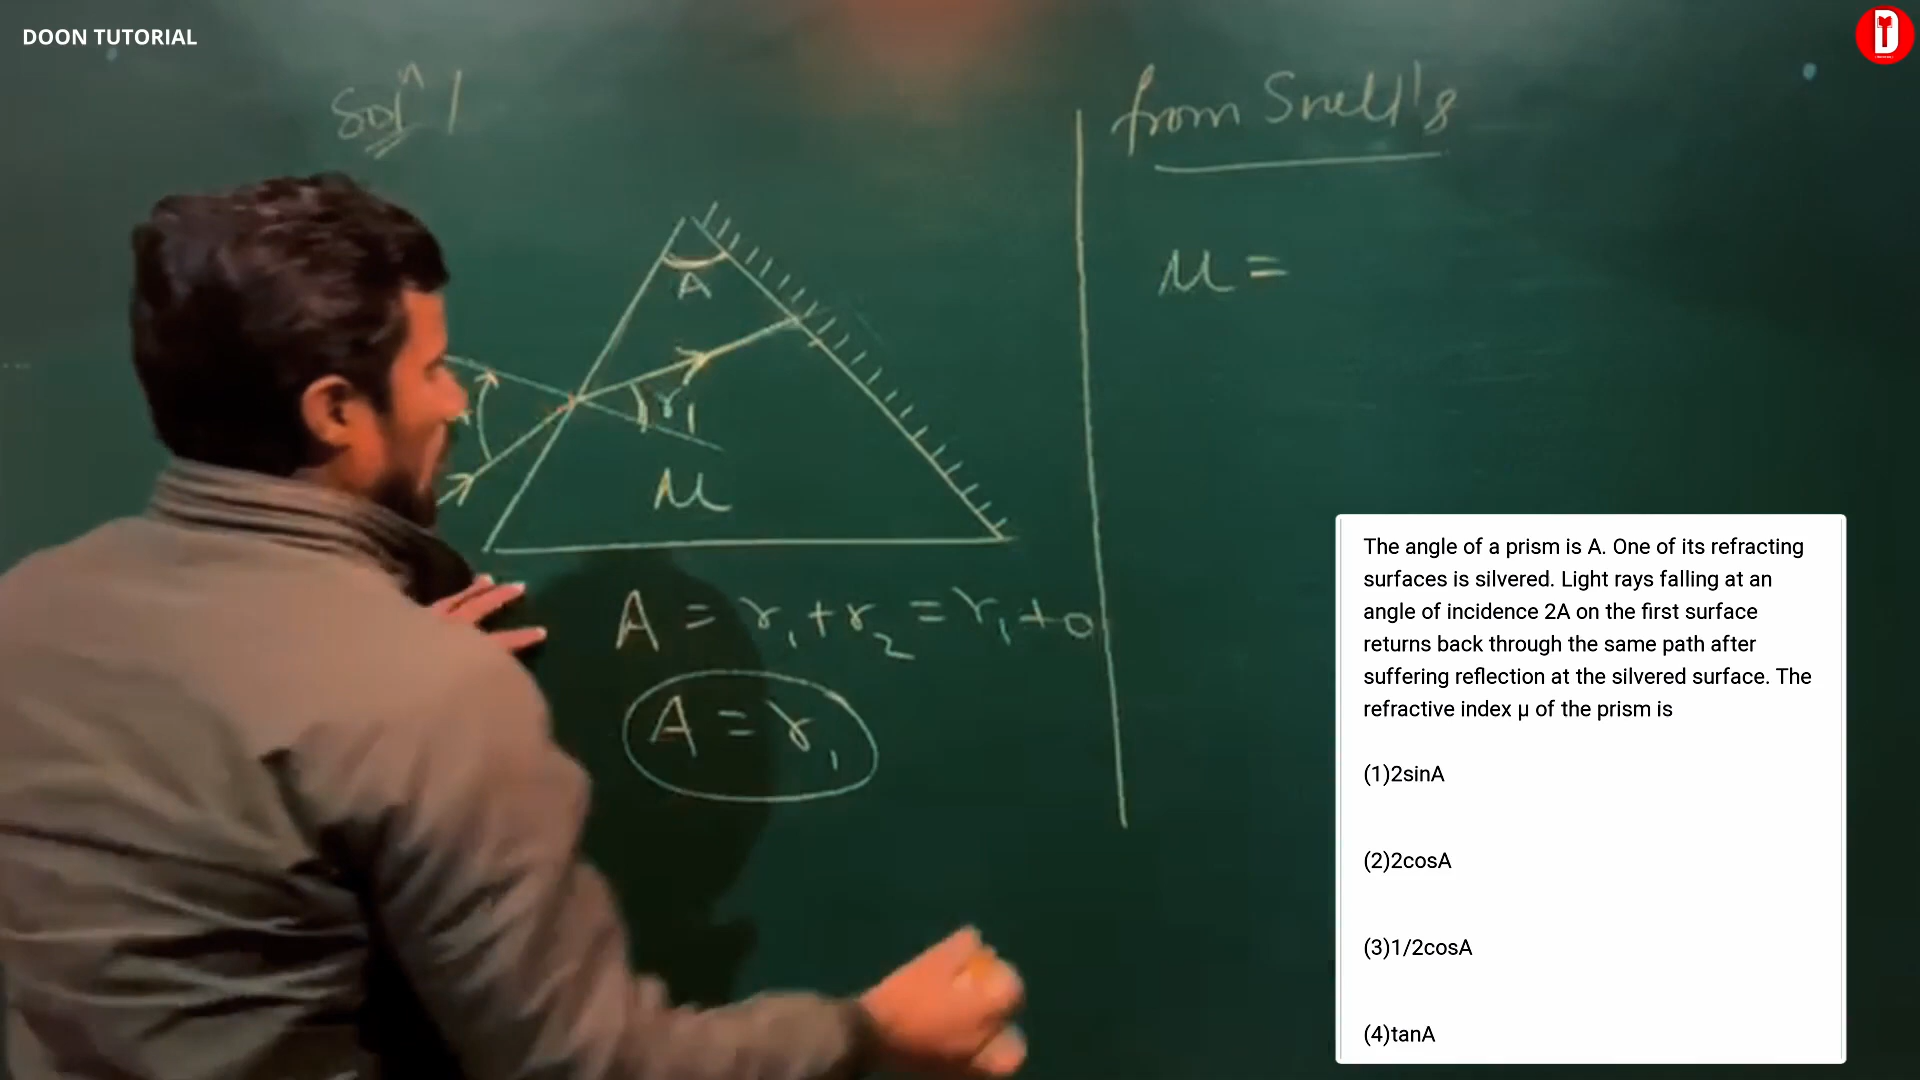 DOON TUTORIAL
Solⁿ/
from Snell's
A
μ =
r₁
μ
A = r₁ + r₂ = r₁ + 0
A = r₁
The angle of a prism is A. One of its refracting
surfaces is silvered. Light rays falling at an
angle of incidence 2A on the first surface
returns back through the same path after
suffering reflection at the silvered surface. The
refractive index μ of the prism is
(1)2sinA
(2)2cosA
(3)1/2cosA
(4)tanA